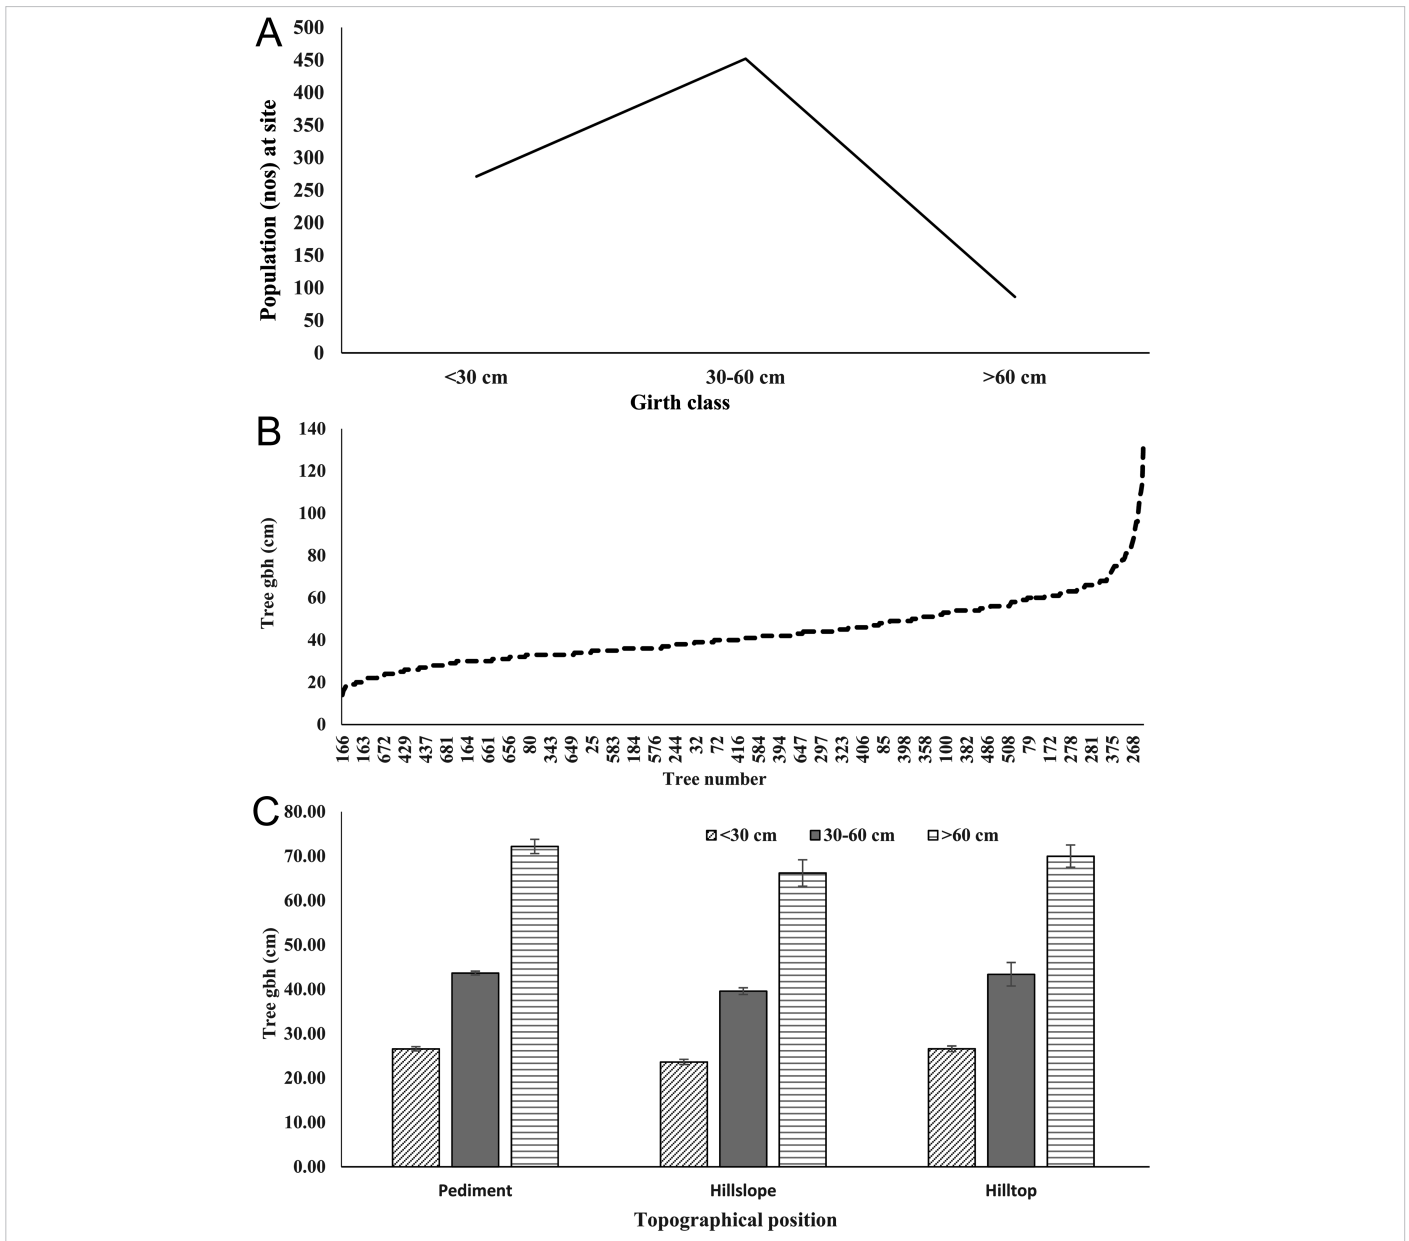 A
Population (nos) at site
500
450
400
350
300
250
200
150
100
50
0
<30 cm 30-60 cm >60 cm
Girth class
B
Tree gbh (cm)
140
120
100
80
60
40
20
0
166 163 672 429 437 681 164 661 656 80 343 649 25 583 184 576 244 32 72 416 584 394 647 297 323 406 85 398 358 100 382 486 508 79 172 278 281 375 268
Tree number
C
Tree gbh (cm)
80.00
70.00
60.00
50.00
40.00
30.00
20.00
10.00
0.00
<30 cm 30-60 cm >60 cm
Pediment Hillslope Hilltop
Topographical position